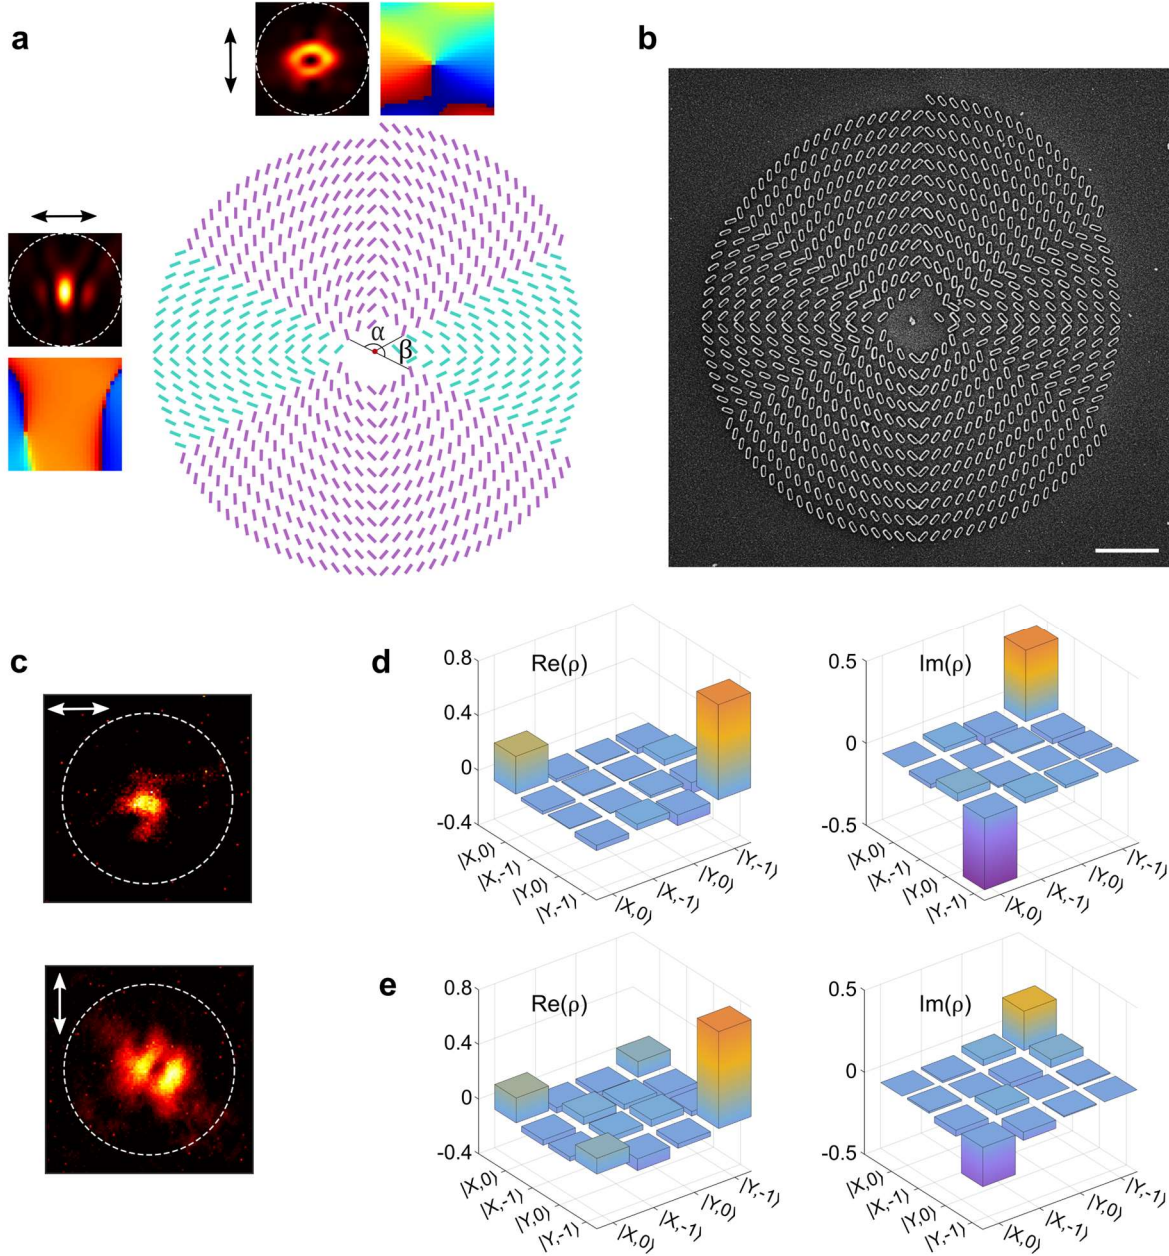 a
α
β
b
c
d
Re(ρ)
0.8
0.4
0
-0.4
|X,0⟩
|X,-1⟩
|Y,0⟩
|Y,-1⟩
|X,0⟩
|X,-1⟩
|Y,0⟩
|Y,-1⟩
Im(ρ)
0.5
0
-0.5
|X,0⟩
|X,-1⟩
|Y,0⟩
|Y,-1⟩
|X,0⟩
|X,-1⟩
|Y,0⟩
|Y,-1⟩
e
Re(ρ)
0.8
0.4
0
-0.4
|X,0⟩
|X,-1⟩
|Y,0⟩
|Y,-1⟩
|X,0⟩
|X,-1⟩
|Y,0⟩
|Y,-1⟩
Im(ρ)
0.5
0
-0.5
|X,0⟩
|X,-1⟩
|Y,0⟩
|Y,-1⟩
|X,0⟩
|X,-1⟩
|Y,0⟩
|Y,-1⟩